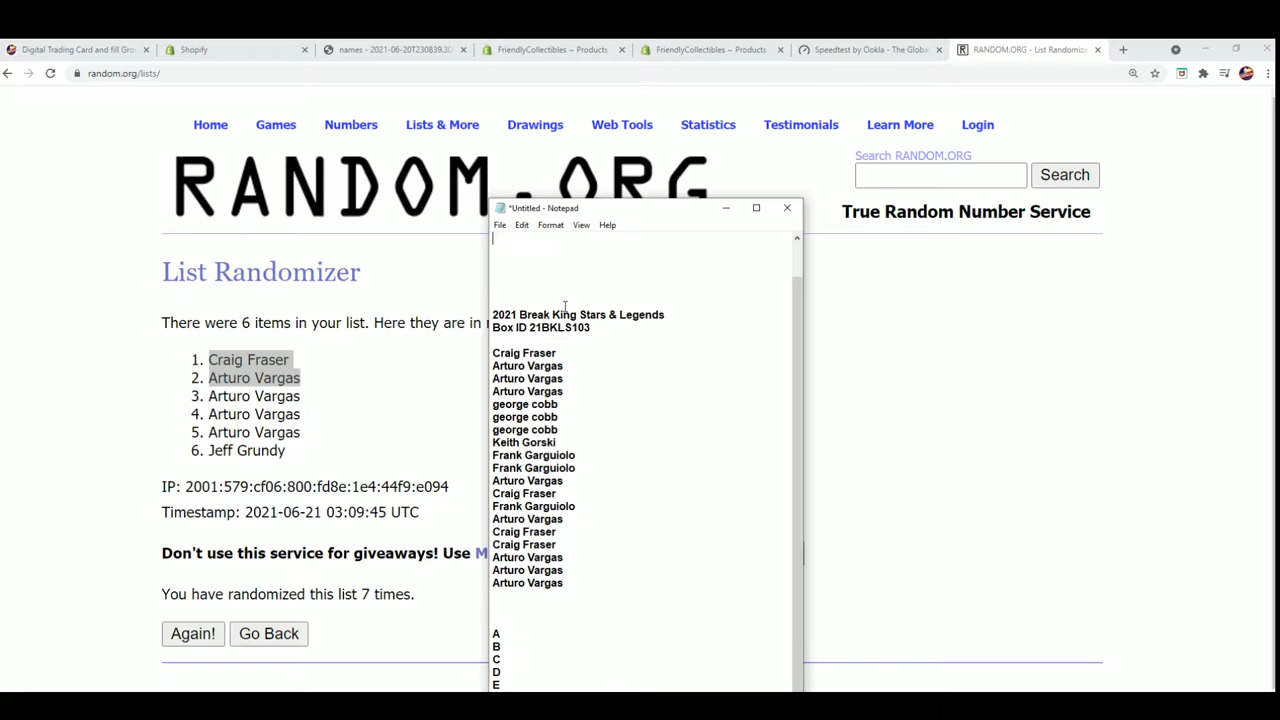 Digital Trading Card and fill Gro
Shopify
names - 2021-06-20T230839.30
FriendlyCollectibles ~ Products
FriendlyCollectibles ~ Products
Speedtest by Ookla - The Globa
RANDOM.ORG - List Randomize
random.org/lists/
Home Games Numbers Lists & More Drawings Web Tools Statistics Testimonials Learn More Login
RANDOM.ORG
Search RANDOM.ORG
Search
True Random Number Service
List Randomizer
There were 6 items in your list. Here they are in
1. Craig Fraser
2. Arturo Vargas
3. Arturo Vargas
4. Arturo Vargas
5. Arturo Vargas
6. Jeff Grundy
IP: 2001:579:cf06:800:fd8e:1e4:44f9:e094
Timestamp: 2021-06-21 03:09:45 UTC
Don't use this service for giveaways! Use
You have randomized this list 7 times.
Again! Go Back
*Untitled - Notepad
File Edit Format View Help
2021 Break King Stars & Legends
Box ID 21BKLS103
Craig Fraser
Arturo Vargas
Arturo Vargas
Arturo Vargas
george cobb
george cobb
george cobb
Keith Gorski
Frank Garguiolo
Frank Garguiolo
Arturo Vargas
Craig Fraser
Frank Garguiolo
Arturo Vargas
Craig Fraser
Craig Fraser
Arturo Vargas
Arturo Vargas
Arturo Vargas
A
B
C
D
E